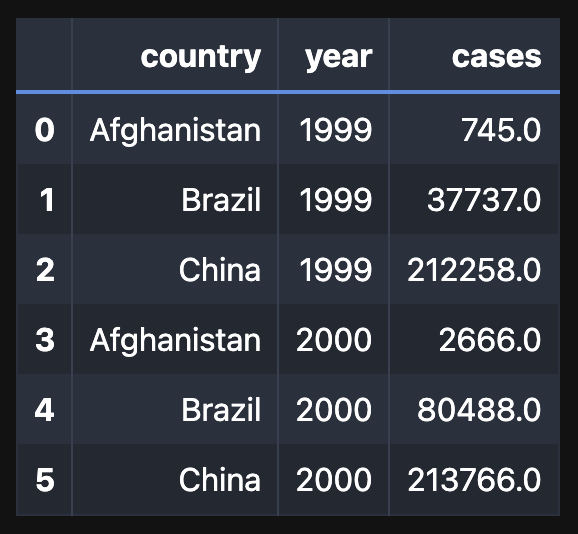 country year cases
0 Afghanistan 1999 745.0
1 Brazil 1999 37737.0
2 China 1999 212258.0
3 Afghanistan 2000 2666.0
4 Brazil 2000 80488.0
5 China 2000 213766.0